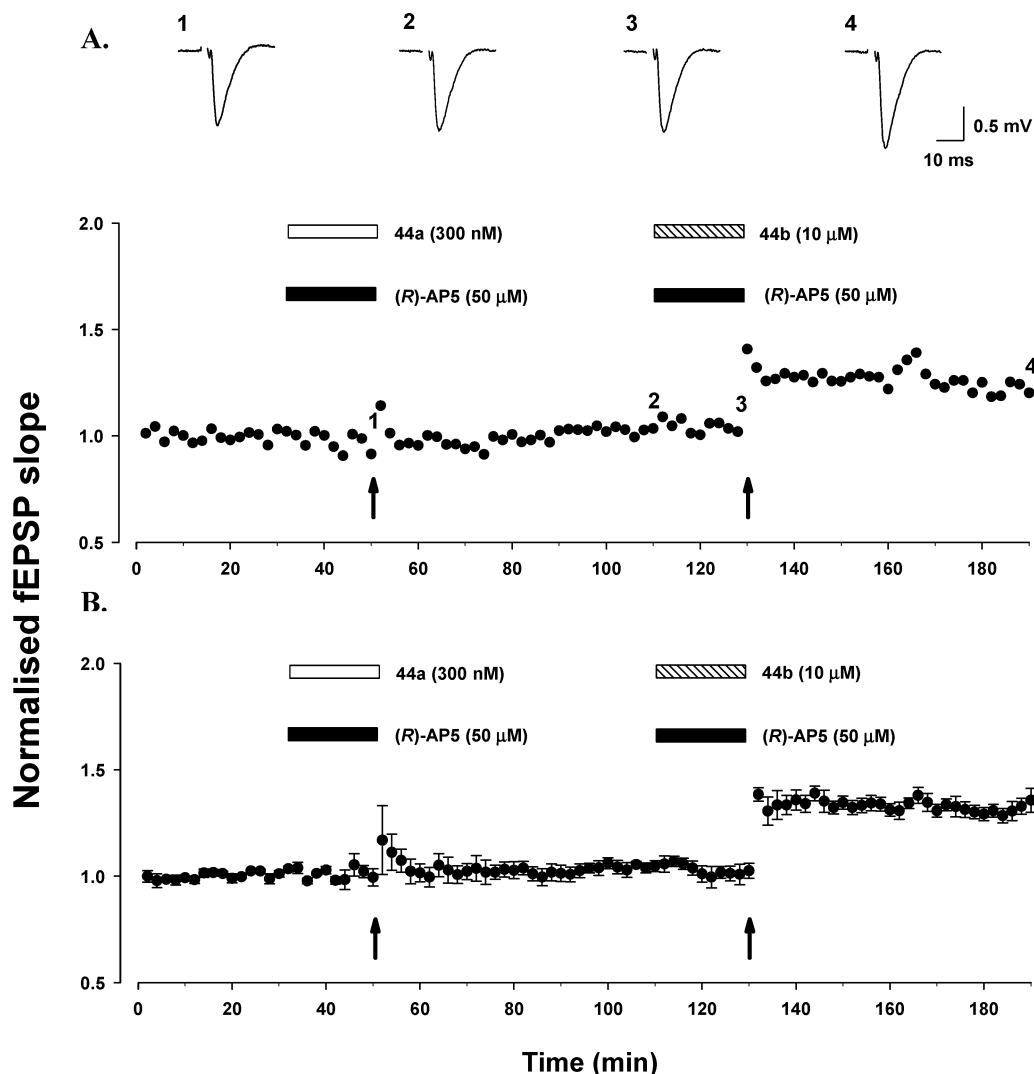 A.
1 2 3 4
0.5 mV
10 ms
2.0
44a (300 nM) 44b (10 μM)
(R)-AP5 (50 μM) (R)-AP5 (50 μM)
1.5
1.0
0.5
1 2 3 4
0 20 40 60 80 100 120 140 160 180
B.
2.0
44a (300 nM) 44b (10 μM)
(R)-AP5 (50 μM) (R)-AP5 (50 μM)
1.5
1.0
0.5
0 20 40 60 80 100 120 140 160 180
Normalised fEPSP slope
Time (min)